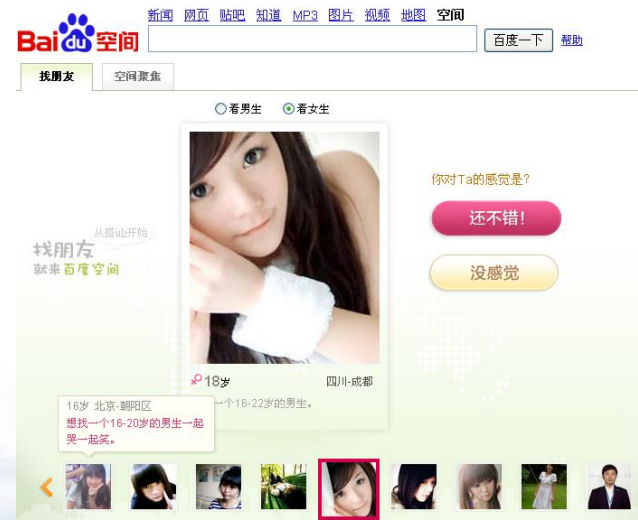 新闻 网页 贴吧 知道 MP3 图片 视频 地图 空间
Bai du 空间
百度一下 帮助
找朋友 空间聚焦
看男生 看女生
你对Ta的感觉是?
还不错!
从搭讪开始
找朋友
就来百度空间
没感觉
18岁 四川-成都
一个16-22岁的男生。
16岁 北京-朝阳区
想找一个16-20岁的男生一起
哭一起笑。